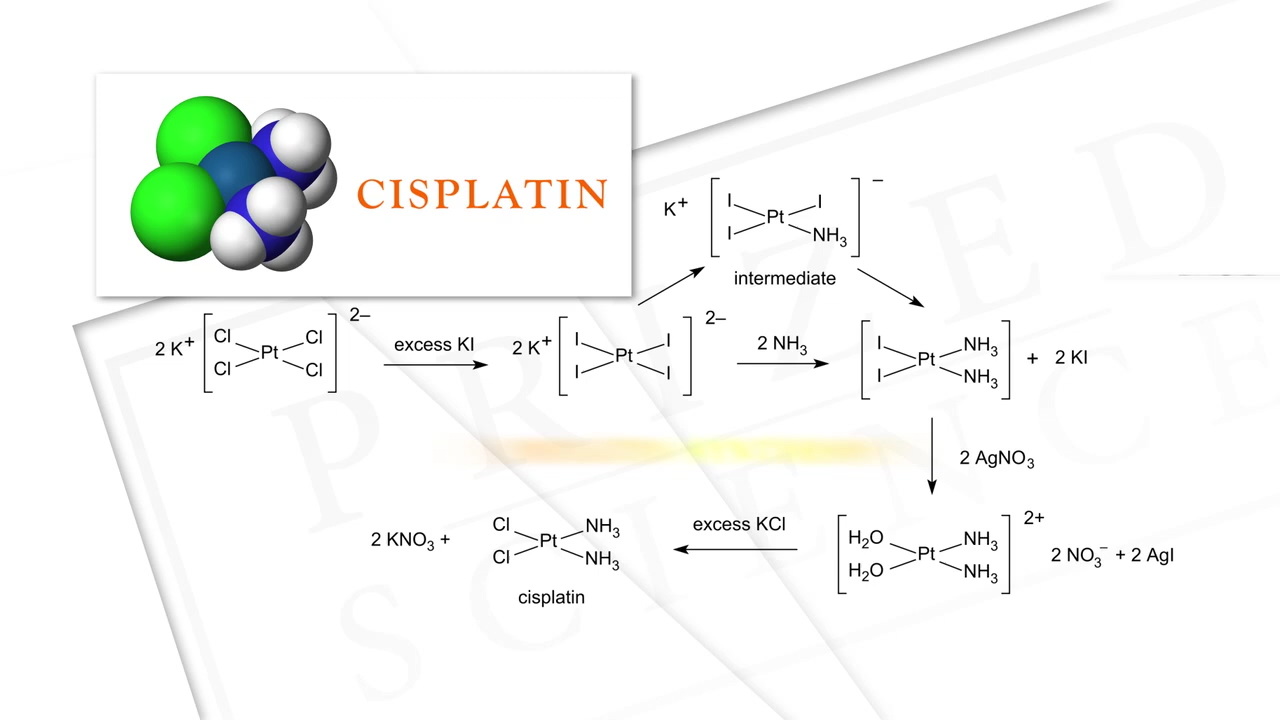 CISPLATIN
K⁺ [ I I Pt I NH₃ ]⁻
intermediate
2 K⁺ [ Cl Cl Pt Cl Cl ]²⁻
excess KI
2 K⁺ [ I I Pt I I ]²⁻
2 NH₃
[ I I Pt NH₃ NH₃ ] + 2 KI
2 AgNO₃
2 KNO₃ + Cl Cl Pt NH₃ NH₃
cisplatin
excess KCl
[ H₂O H₂O Pt NH₃ NH₃ ]²⁺ 2 NO₃⁻ + 2 AgI
PRIZED
SCIENCE